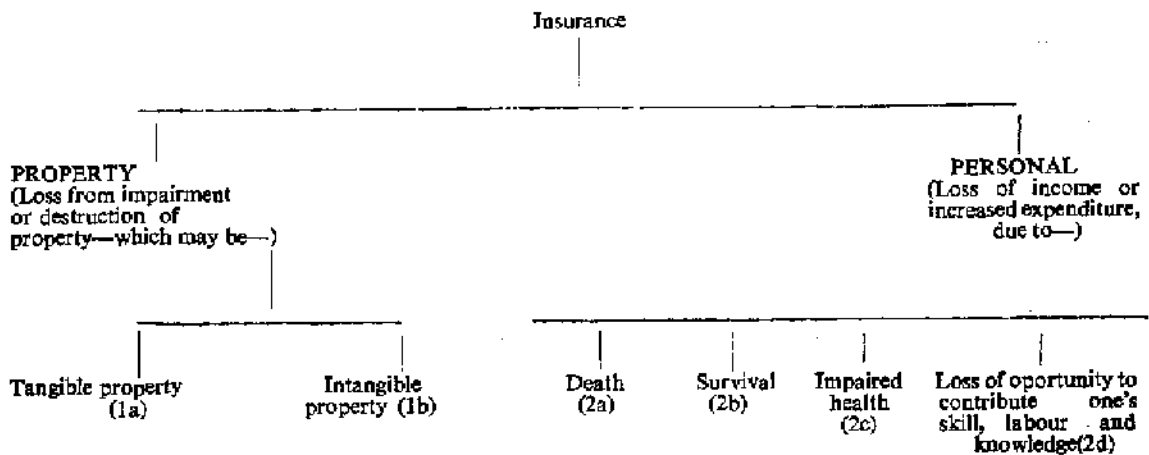 Insurance
PROPERTY
(Loss from impairment
or destruction of
property—which may be—)
PERSONAL
(Loss of income or
increased expenditure,
due to—)
Tangible property
(1a)
Intangible
property (1b)
Death
(2a)
Survival
(2b)
Impaired
health
(2c)
Loss of oportunity to
contribute one's
skill, labour and
knowledge(2d)